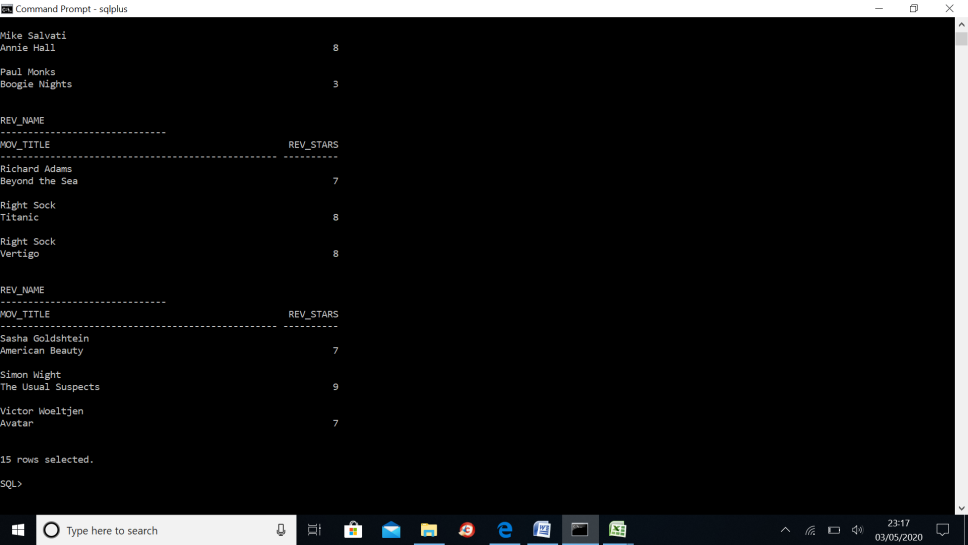 Command Prompt - sqlplus
Mike Salvati
Annie Hall 8
Paul Monks
Boogie Nights 3
REV_NAME
------------------------------
MOV_TITLE REV_STARS
-------------------------------------------------- ----------
Richard Adams
Beyond the Sea 7
Right Sock
Titanic 8
Right Sock
Vertigo 8
REV_NAME
------------------------------
MOV_TITLE REV_STARS
-------------------------------------------------- ----------
Sasha Goldshtein
American Beauty 7
Simon Wight
The Usual Suspects 9
Victor Woeltjen
Avatar 7
15 rows selected.
SQL>
Type here to search
23:17
03/05/2020